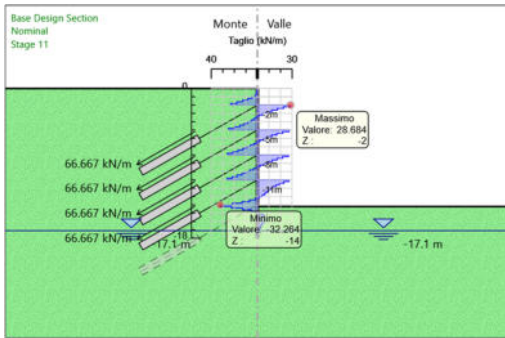 Base Design Section
Nominal
Stage 11
Monte Valle
Taglio (kN/m)
40 30
0
-2m
-5m
-8m
-11m
Massimo
Valore: 28.684
Z : -2
66.667 kN/m
66.667 kN/m
66.667 kN/m
66.667 kN/m
Minimo
Valore: -32.264
Z : -14
-18
-17.1 m
-17.1 m